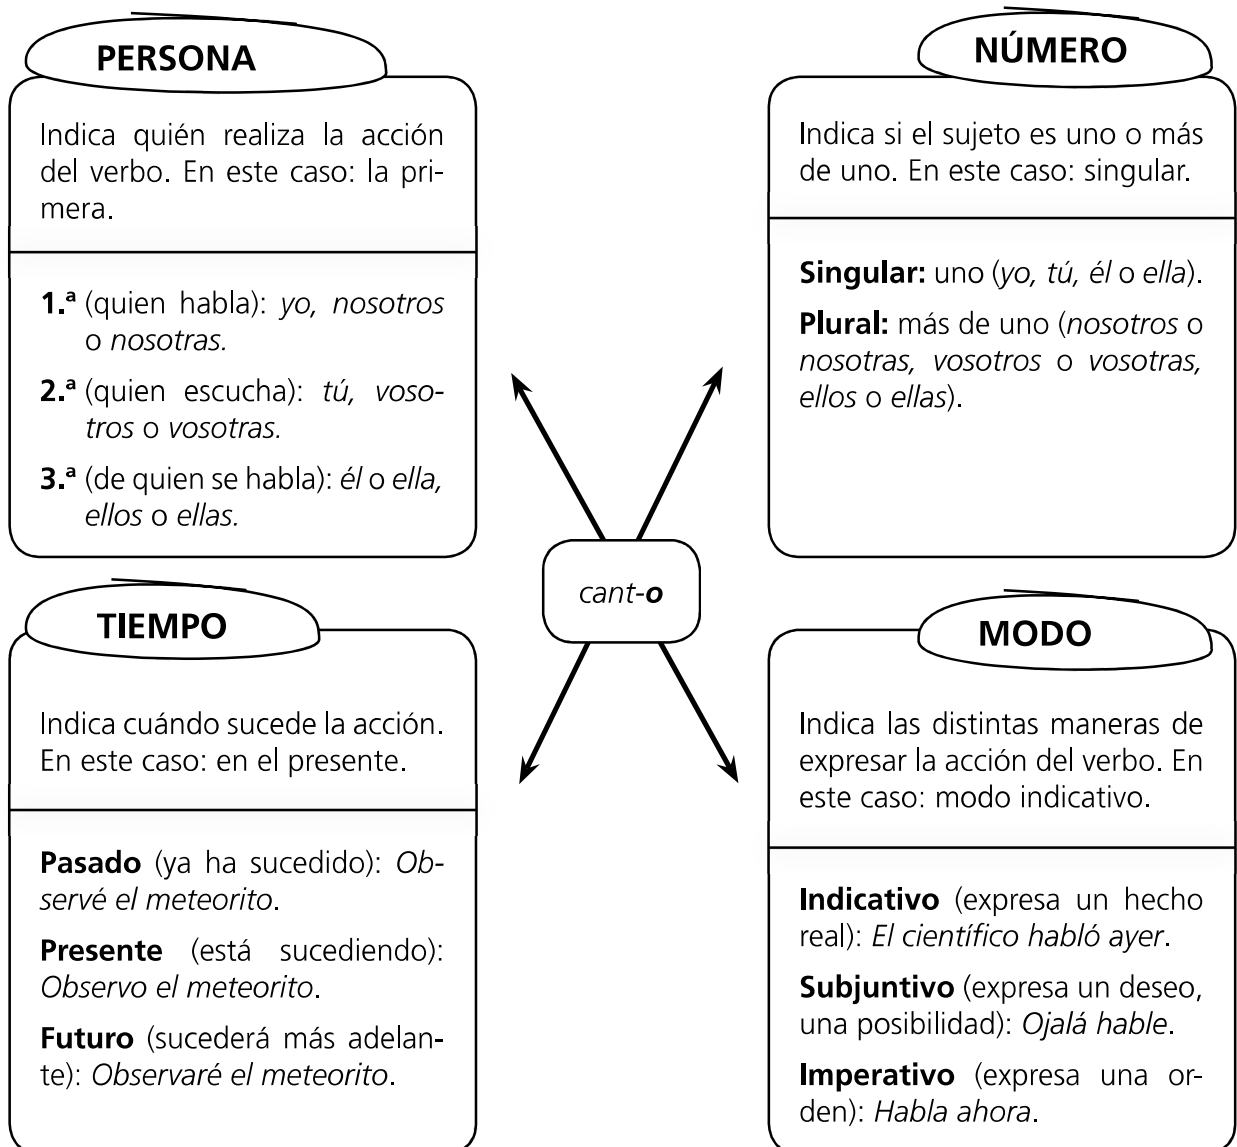 PERSONA
Indica quién realiza la acción
del verbo. En este caso: la pri-
mera.
1.ª (quien habla): yo, nosotros
o nosotras.
2.ª (quien escucha): tú, voso-
tros o vosotras.
3.ª (de quien se habla): él o ella,
ellos o ellas.
NÚMERO
Indica si el sujeto es uno o más
de uno. En este caso: singular.
Singular: uno (yo, tú, él o ella).
Plural: más de uno (nosotros o
nosotras, vosotros o vosotras,
ellos o ellas).
cant-o
TIEMPO
Indica cuándo sucede la acción.
En este caso: en el presente.
Pasado (ya ha sucedido): Ob-
servé el meteorito.
Presente (está sucediendo):
Observo el meteorito.
Futuro (sucederá más adelan-
te): Observaré el meteorito.
MODO
Indica las distintas maneras de
expresar la acción del verbo. En
este caso: modo indicativo.
Indicativo (expresa un hecho
real): El científico habló ayer.
Subjuntivo (expresa un deseo,
una posibilidad): Ojalá hable.
Imperativo (expresa una or-
den): Habla ahora.